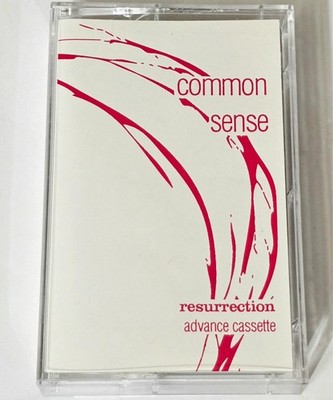 common
sense
resurrection
advance cassette